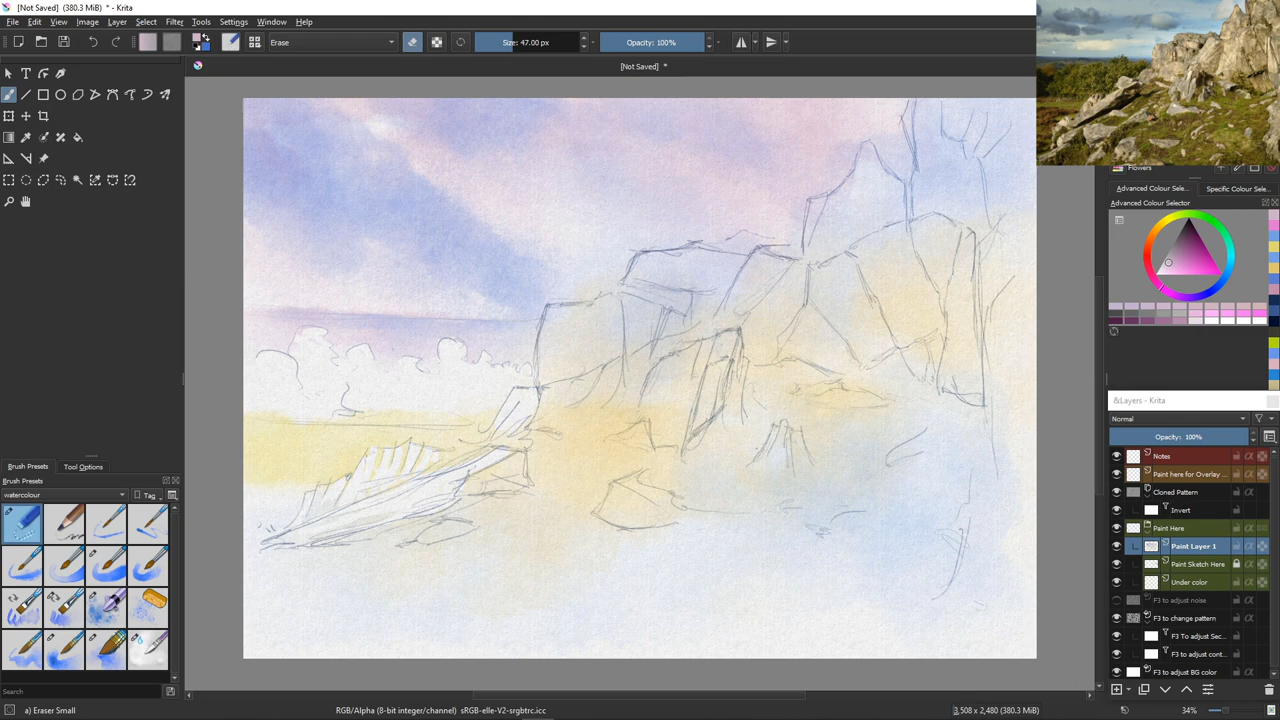 [Not Saved] (380.3 MiB) * - Krita
File Edit View Image Layer Select Filter Tools Settings Window Help
Erase
Size: 47.00 px
Opacity: 100%
[Not Saved] *
Flowers
Advanced Colour Sele...
Specific Colour Sele...
Advanced Colour Selector
&Layers - Krita
Normal
Opacity: 100%
Notes
Paint here for Overlay ...
Cloned Pattern
Invert
Paint Here
Paint Layer 1
Paint Sketch Here
Under color
F3 to adjust noise
F3 to change pattern
F3 To adjust Sec...
F3 to adjust cont...
F3 to adjust BG color
Brush Presets
Tool Options
Brush Presets
watercolour
Tag
Search
a) Eraser Small
RGB/Alpha (8-bit integer/channel) sRGB-elle-V2-srgbtrc.icc
3,508 x 2,480 (380.3 MiB)
34%